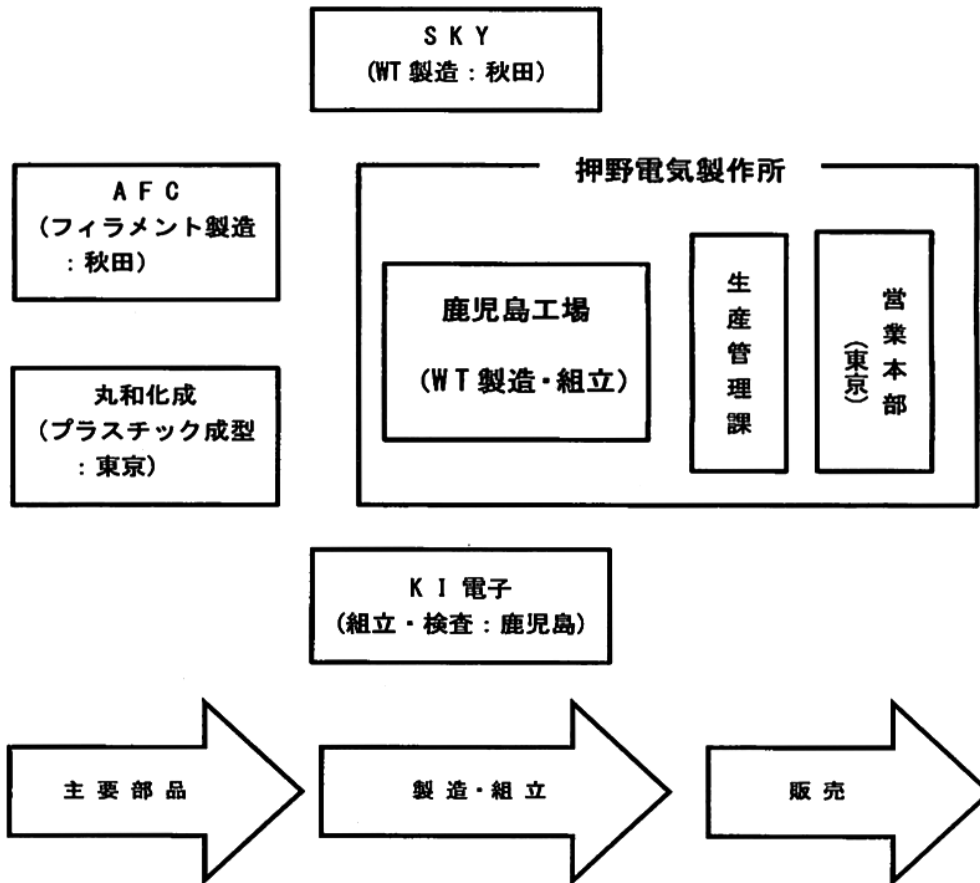 SKY
(WT製造:秋田)
AFC
(フィラメント製造
:秋田)
丸和化成
(プラスチック成型
:東京)
押野電気製作所
鹿児島工場
(WT製造・組立)
生産管理課
営業本部
(東京)
KI電子
(組立・検査:鹿児島)
主要部品
製造・組立
販売